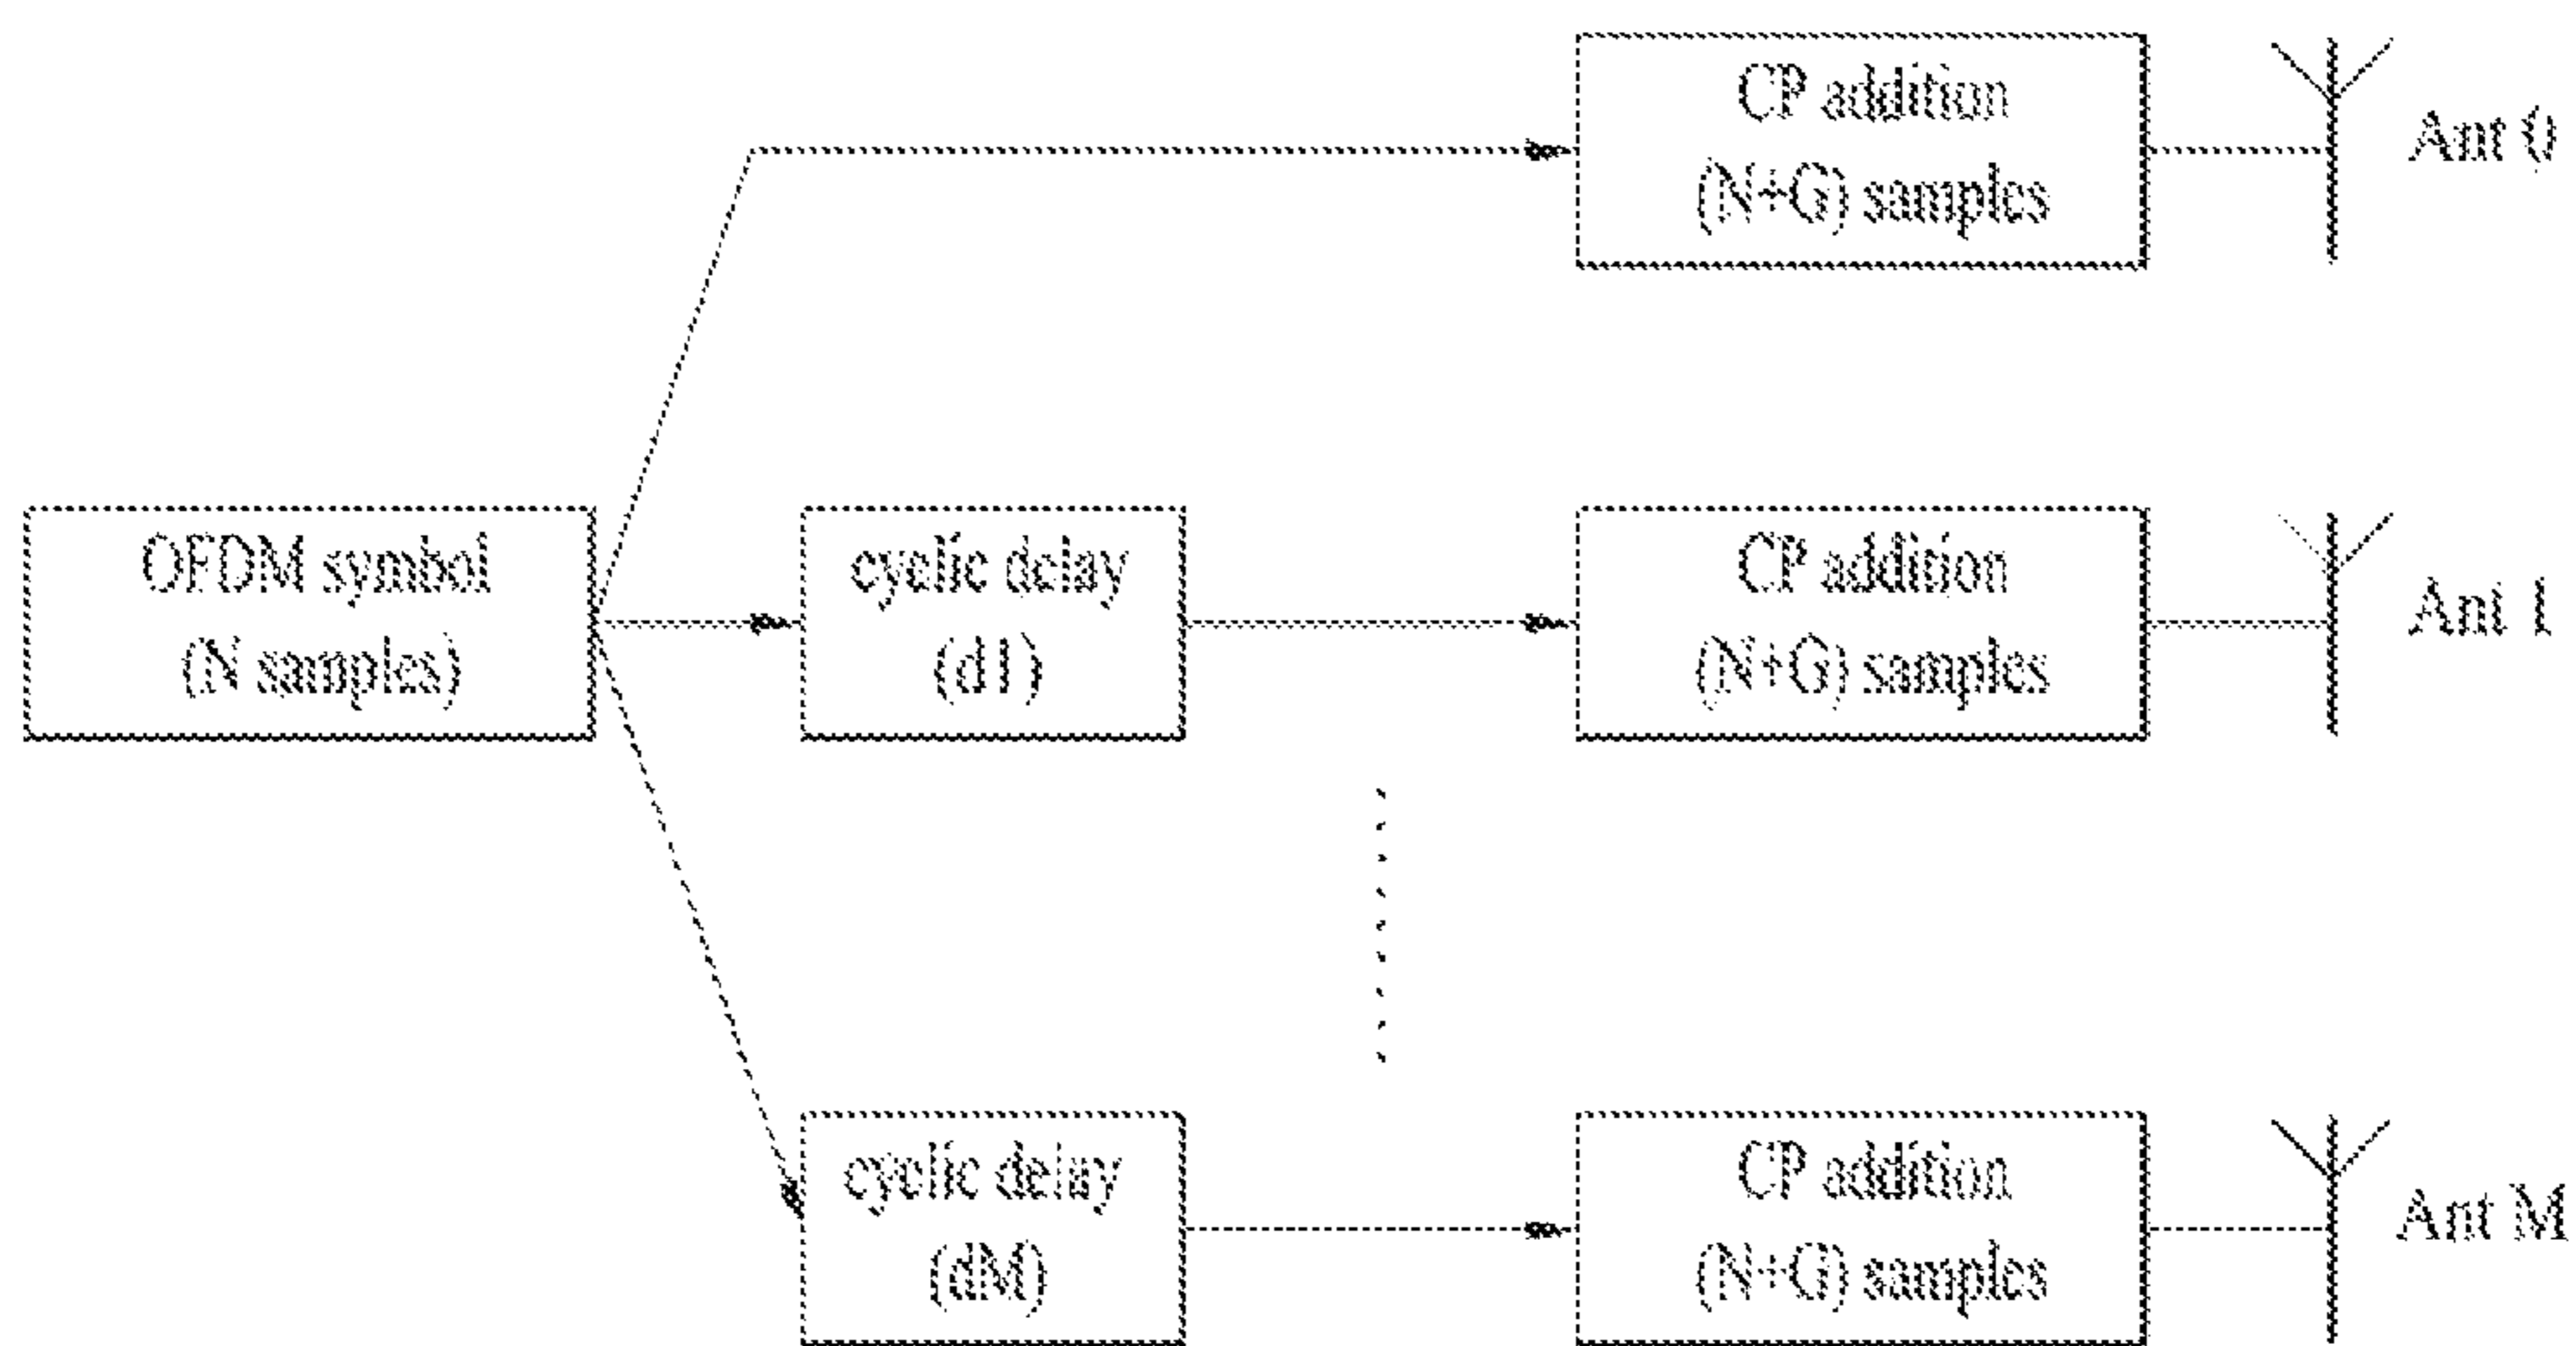 CP addition
(N+G) samples
Ant 0
OFDM symbol
(N samples)
cyclic delay
(d1)
CP addition
(N+G) samples
Ant 1
cyclic delay
(dM)
CP addition
(N+G) samples
Ant M